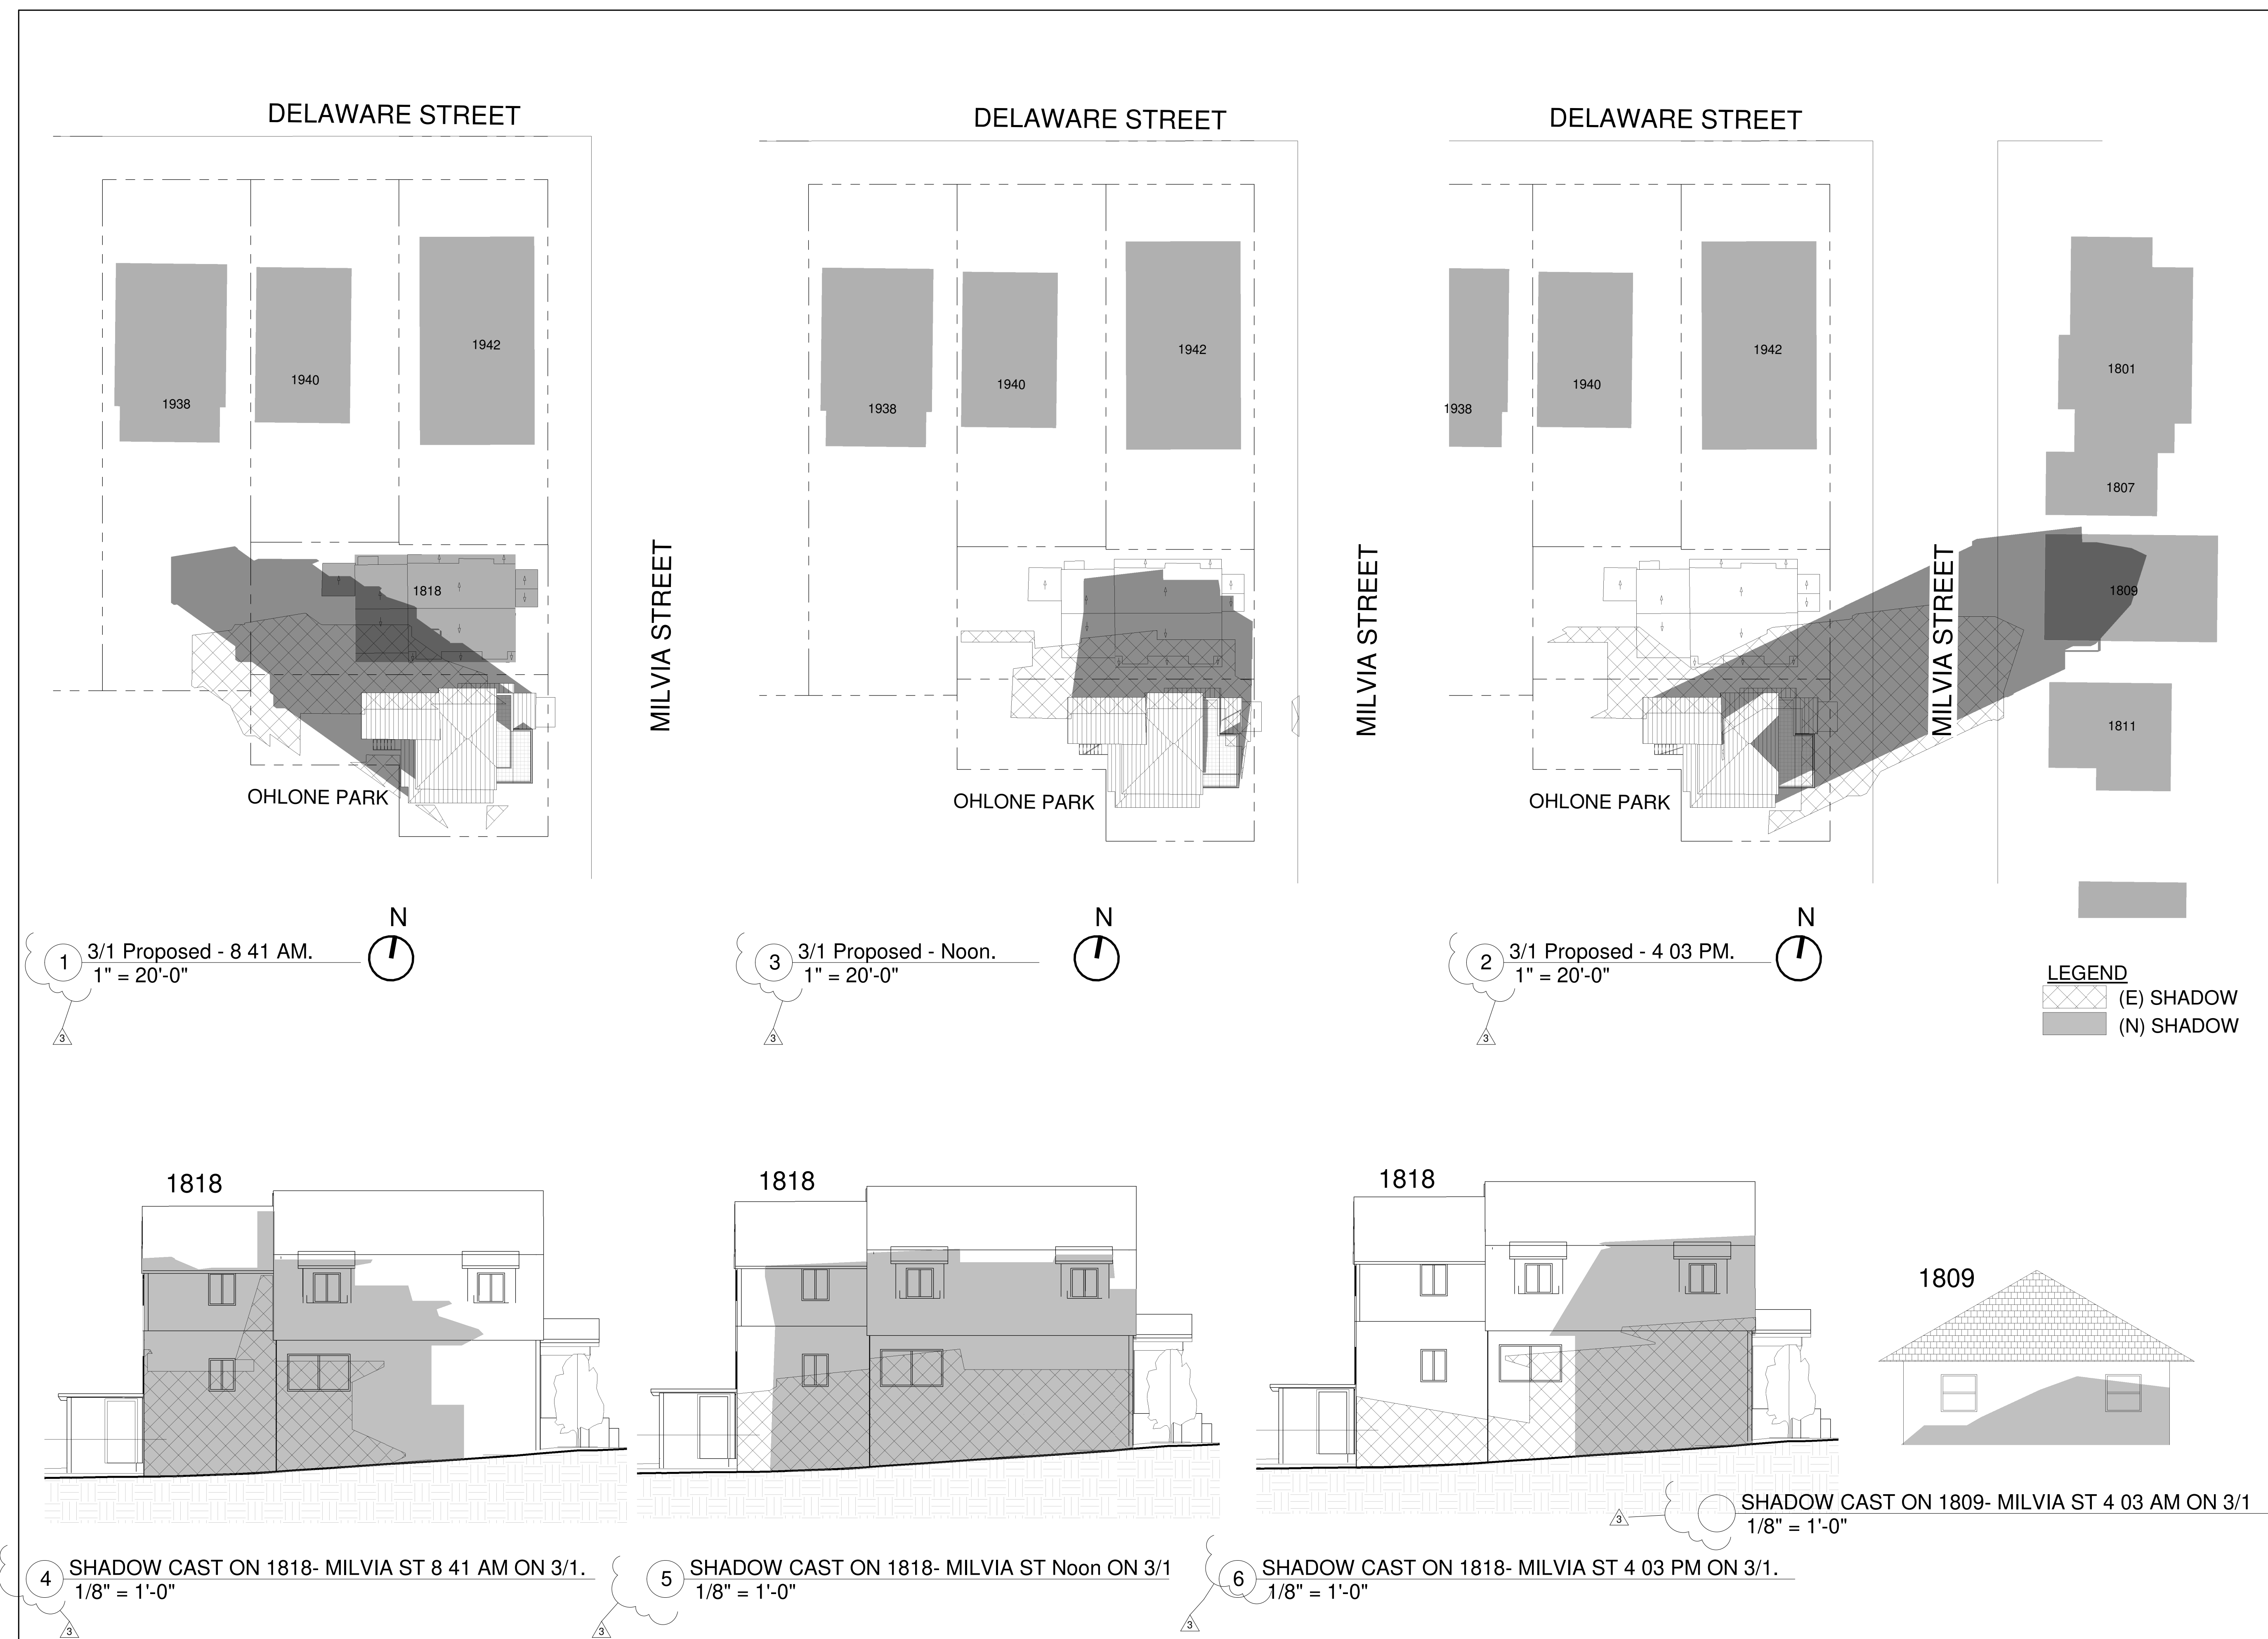 DELAWARE STREET
1938
1940
1942
1818
MILVIA STREET
OHLONE PARK
N
1 3/1 Proposed - 8 41 AM.
1" = 20'-0"
3
DELAWARE STREET
1938
1940
1942
MILVIA STREET
OHLONE PARK
N
3 3/1 Proposed - Noon.
1" = 20'-0"
3
DELAWARE STREET
1938
1940
1942
1801
1807
1809
1811
MILVIA STREET
OHLONE PARK
N
2 3/1 Proposed - 4 03 PM.
1" = 20'-0"
3
LEGEND
(E) SHADOW
(N) SHADOW
1818
4 SHADOW CAST ON 1818- MILVIA ST 8 41 AM ON 3/1.
1/8" = 1'-0"
3
1818
5 SHADOW CAST ON 1818- MILVIA ST Noon ON 3/1
1/8" = 1'-0"
3
1818
6 SHADOW CAST ON 1818- MILVIA ST 4 03 PM ON 3/1.
1/8" = 1'-0"
3
1809
SHADOW CAST ON 1809- MILVIA ST 4 03 AM ON 3/1
1/8" = 1'-0"
3